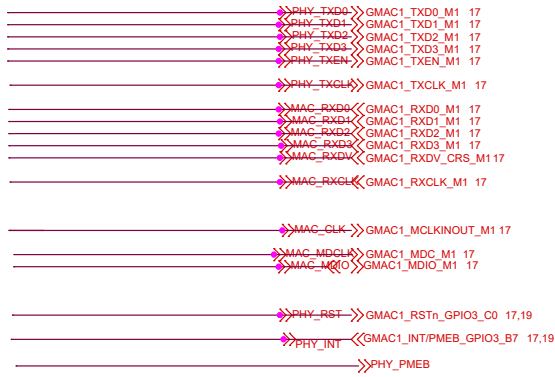 PHY_TXD0 GMAC1_TXD0_M1 17
PHY_TXD1 GMAC1_TXD1_M1 17
PHY_TXD2 GMAC1_TXD2_M1 17
PHY_TXD3 GMAC1_TXD3_M1 17
PHY_TXEN GMAC1_TXEN_M1 17
PHY_TXCLK GMAC1_TXCLK_M1 17
MAC_RXD0 GMAC1_RXD0_M1 17
MAC_RXD1 GMAC1_RXD1_M1 17
MAC_RXD2 GMAC1_RXD2_M1 17
MAC_RXD3 GMAC1_RXD3_M1 17
MAC_RXDV GMAC1_RXDV_CRS_M1 17
MAC_RXCLK GMAC1_RXCLK_M1 17
MAC_CLK GMAC1_MCLKINOUT_M1 17
MAC_MDCLK GMAC1_MDC_M1 17
MAC_MDIO GMAC1_MDIO_M1 17
PHY_RST GMAC1_RSTn_GPIO3_C0 17,19
PHY_INT GMAC1_INT/PMEB_GPIO3_B7 17,19
PHY_PMEB